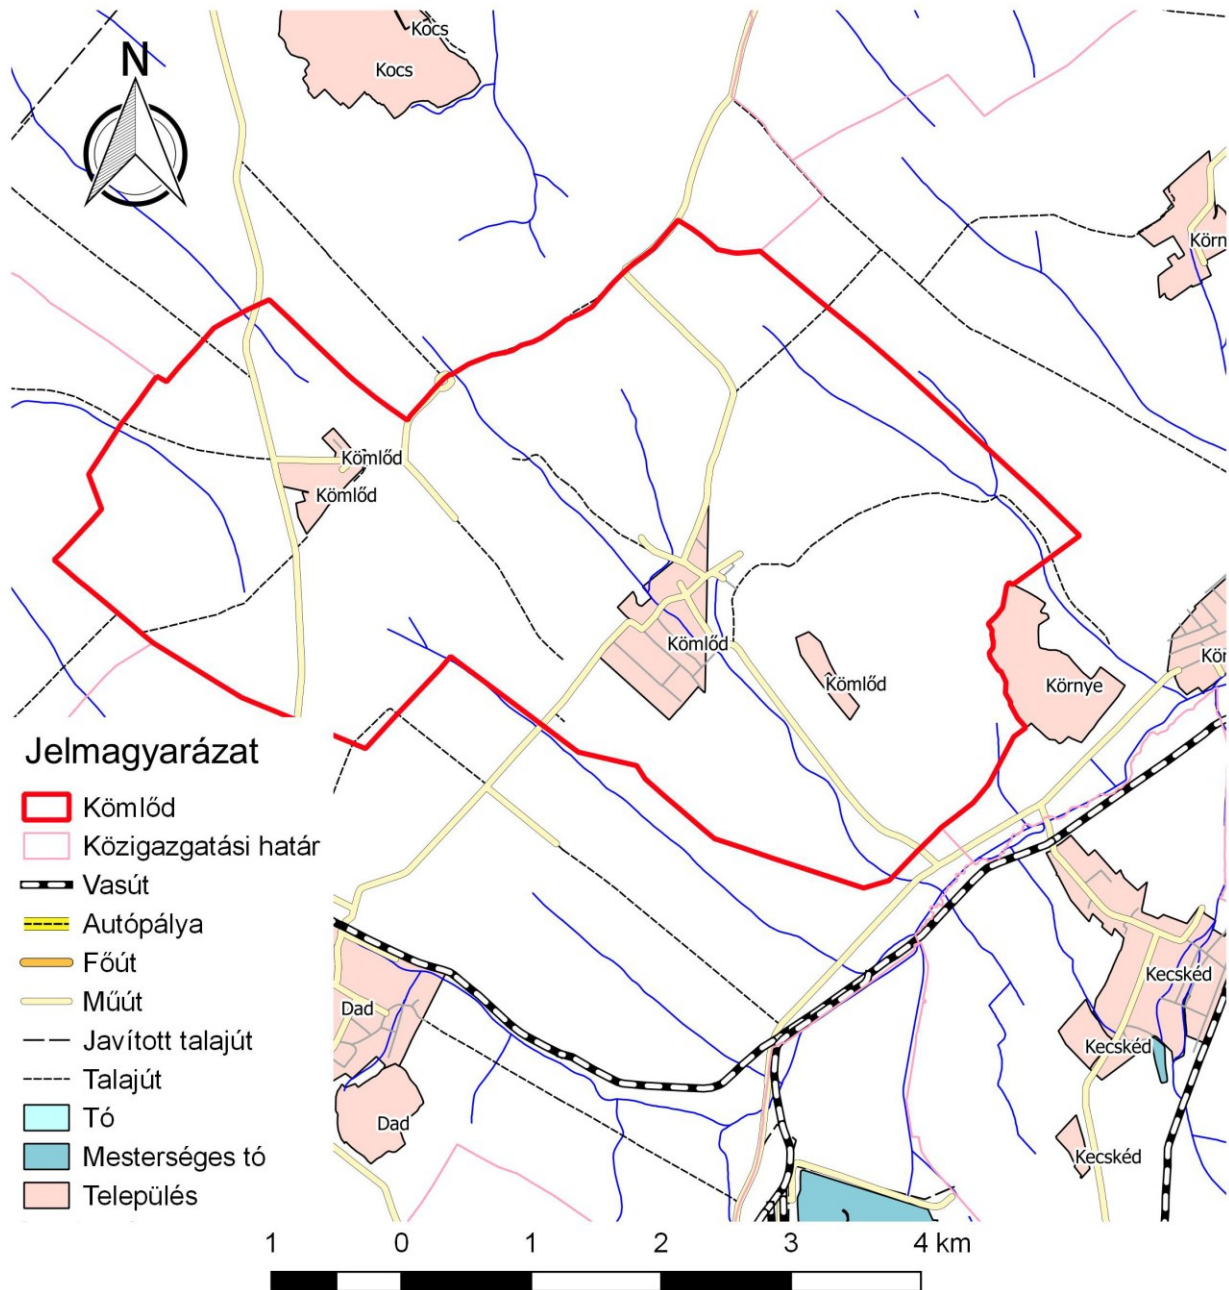 Kocs
Kocs
N
Körn
Kömlőd
Kömlőd
Kömlőd
Kör
Kömlőd
Környe
Jelmagyarázat
Kömlőd
Közigazgatási határ
Vasút
Autópálya
Főút
Műút
Javított talajút
Talajút
Tó
Mesterséges tó
Település
Kecskéd
Dad
Kecskéd
Dad
Kecskéd
1 0 1 2 3 4 km